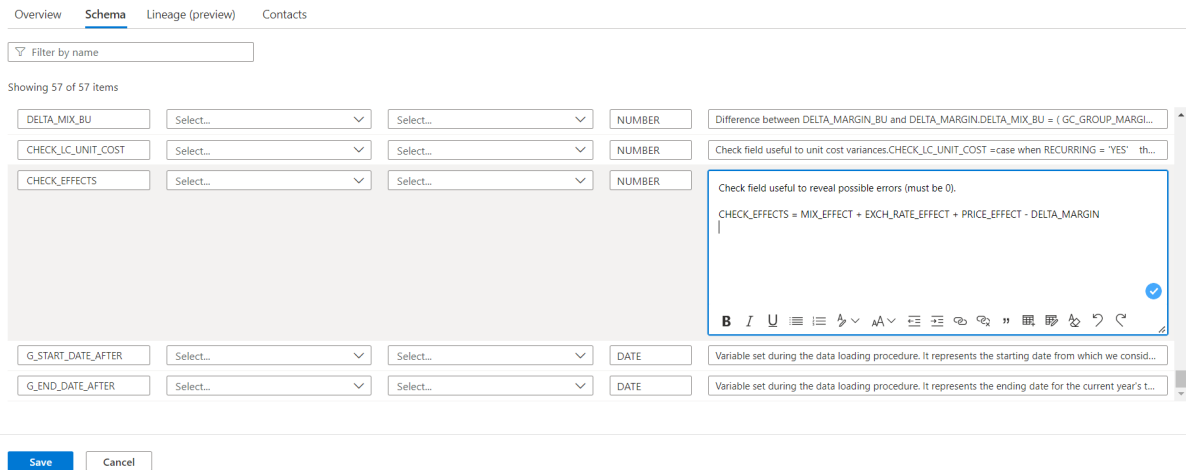 Overview Schema Lineage (preview) Contacts
Filter by name
Showing 57 of 57 items
DELTA_MIX_BU Select... Select... NUMBER Difference between DELTA_MARGIN_BU and DELTA_MARGIN.DELTA_MIX_BU = ( GC_GROUP_MARGI...
CHECK_LC_UNIT_COST Select... Select... NUMBER Check field useful to unit cost variances.CHECK_LC_UNIT_COST =case when RECURRING = 'YES' th...
CHECK_EFFECTS Select... Select... NUMBER
Check field useful to reveal possible errors (must be 0).
CHECK_EFFECTS = MIX_EFFECT + EXCH_RATE_EFFECT + PRICE_EFFECT - DELTA_MARGIN
B I U A AA "
G_START_DATE_AFTER Select... Select... DATE Variable set during the data loading procedure. It represents the starting date from which we consid...
G_END_DATE_AFTER Select... Select... DATE Variable set during the data loading procedure. It represents the ending date for the current year's t...
Save Cancel